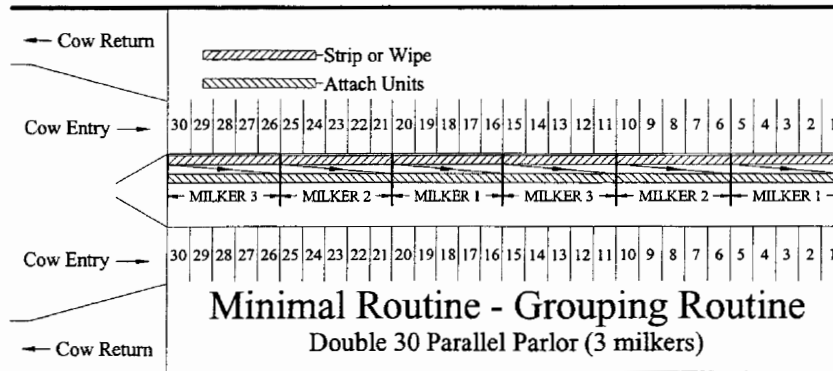 Cow Return
Strip or Wipe
Attach Units
Cow Entry
30 29 28 27 26 25 24 23 22 21 20 19 18 17 16 15 14 13 12 11 10 9 8 7 6 5 4 3 2 1
MILKER 3 MILKER 2 MILKER 1 MILKER 3 MILKER 2 MILKER 1
Cow Entry
30 29 28 27 26 25 24 23 22 21 20 19 18 17 16 15 14 13 12 11 10 9 8 7 6 5 4 3 2 1
Minimal Routine - Grouping Routine
Double 30 Parallel Parlor (3 milkers)
Cow Return